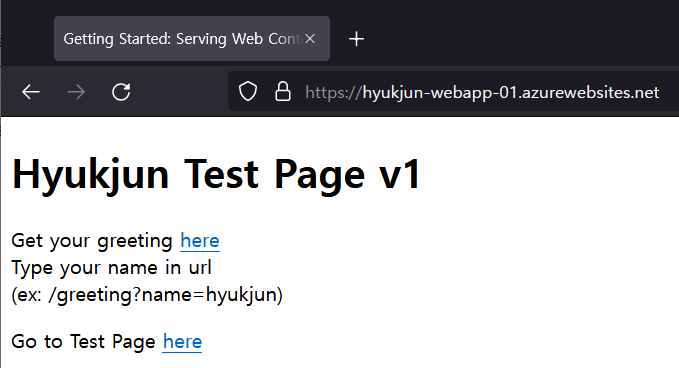 Getting Started: Serving Web Cont
https://hyukjun-webapp-01.azurewebsites.net
Hyukjun Test Page v1
Get your greeting here
Type your name in url
(ex: /greeting?name=hyukjun)
Go to Test Page here